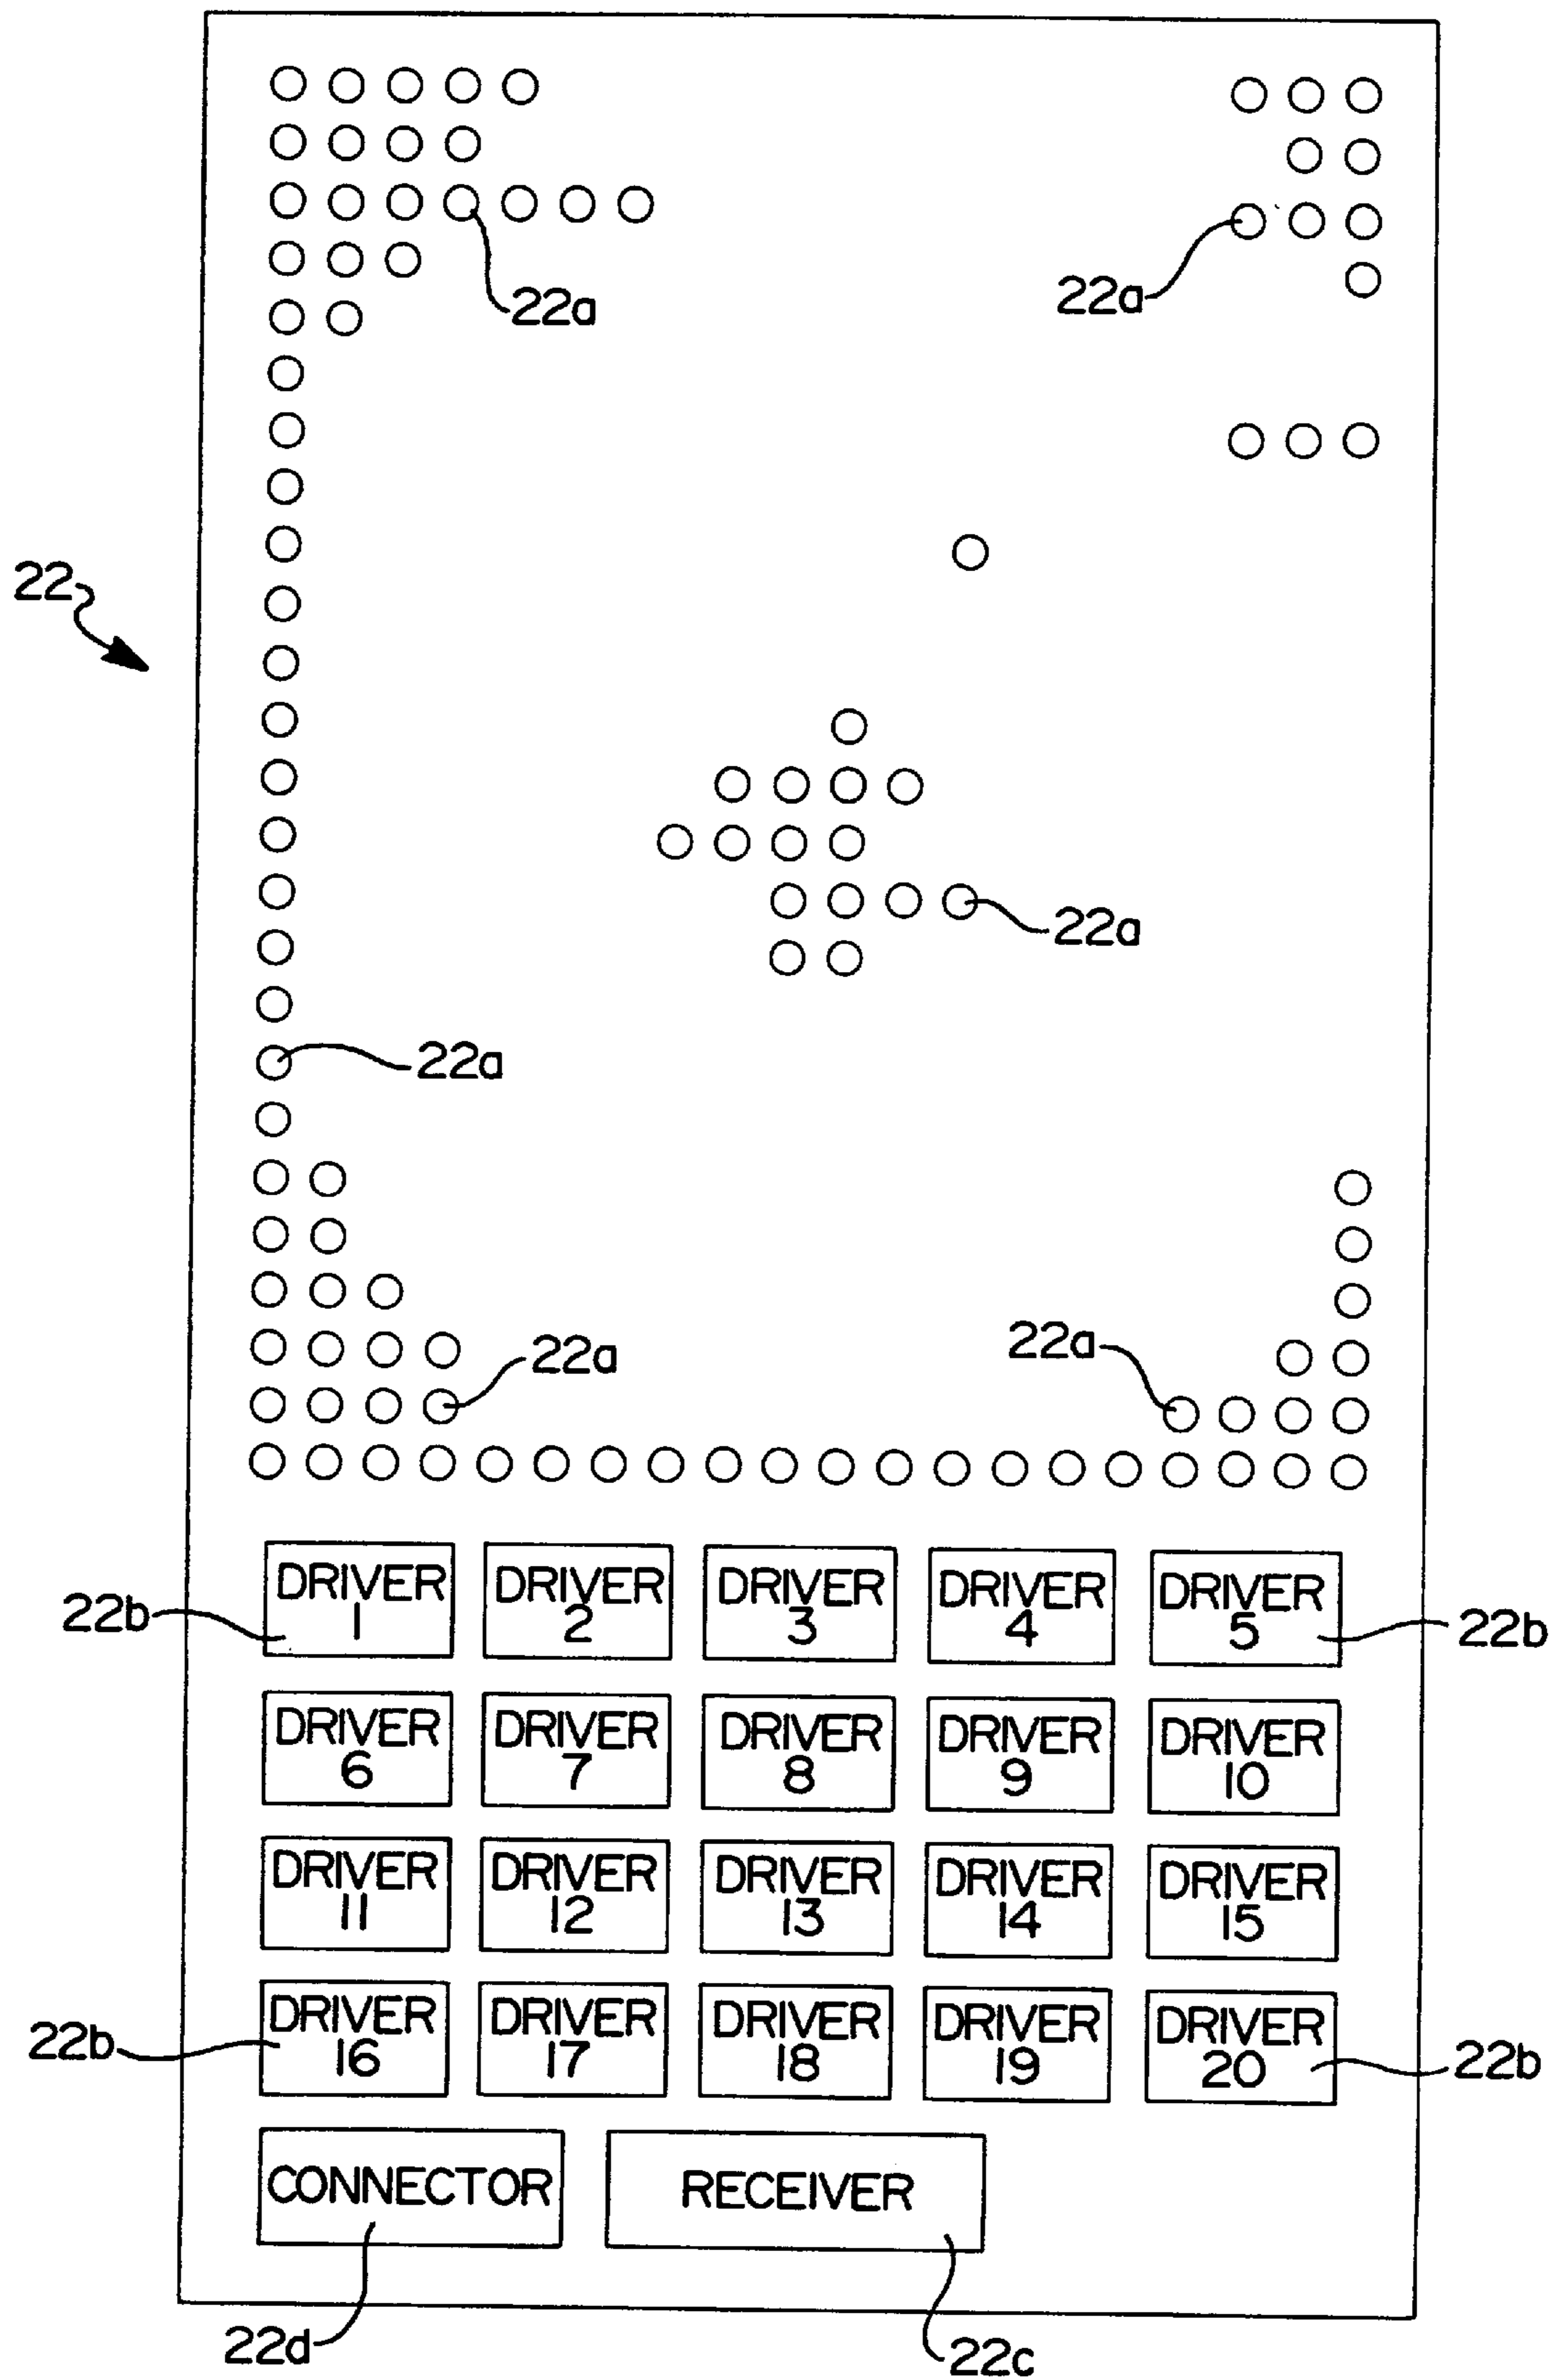 22a
22a
22
22a
22a
22a
22a
DRIVER 1
DRIVER 2
DRIVER 3
DRIVER 4
DRIVER 5
22b
22b
DRIVER 6
DRIVER 7
DRIVER 8
DRIVER 9
DRIVER 10
DRIVER 11
DRIVER 12
DRIVER 13
DRIVER 14
DRIVER 15
DRIVER 16
DRIVER 17
DRIVER 18
DRIVER 19
DRIVER 20
22b
22b
CONNECTOR
RECEIVER
22d
22c